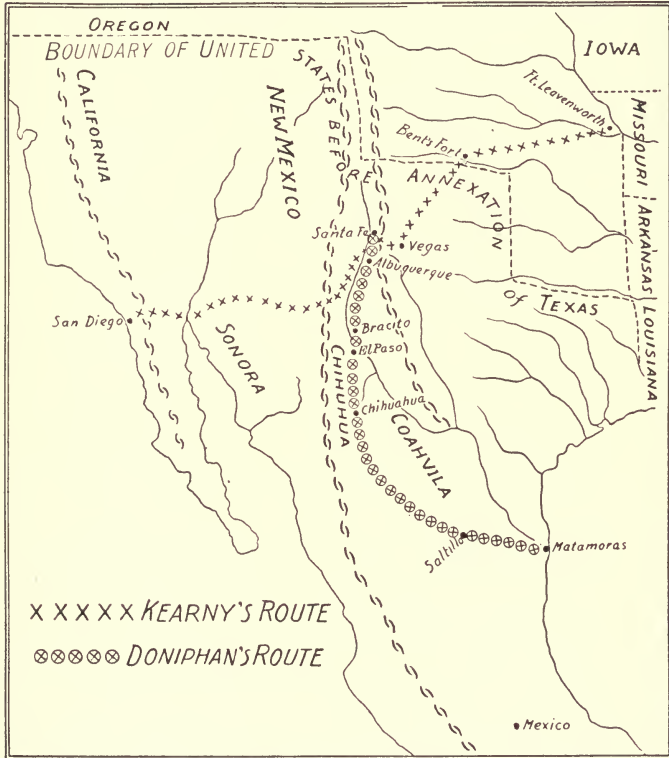 OREGON
BOUNDARY OF UNITED
STATES BEFORE
ANNEXATION
OF TEXAS
IOWA
Ft. Leavenworth
MISSOURI
Bent's Fort
CALIFORNIA
NEW MEXICO
ARKANSAS
Santa Fe
Vegas
Albuquerque
LOUISIANA
San Diego
Bracito
El Paso
SONORA
CHIHUHUA
Chihuahua
COAHVILA
Saltillo
Matamoras
XXXXX KEARNY'S ROUTE
⊗⊗⊗⊗⊗ DONIPHAN'S ROUTE
Mexico